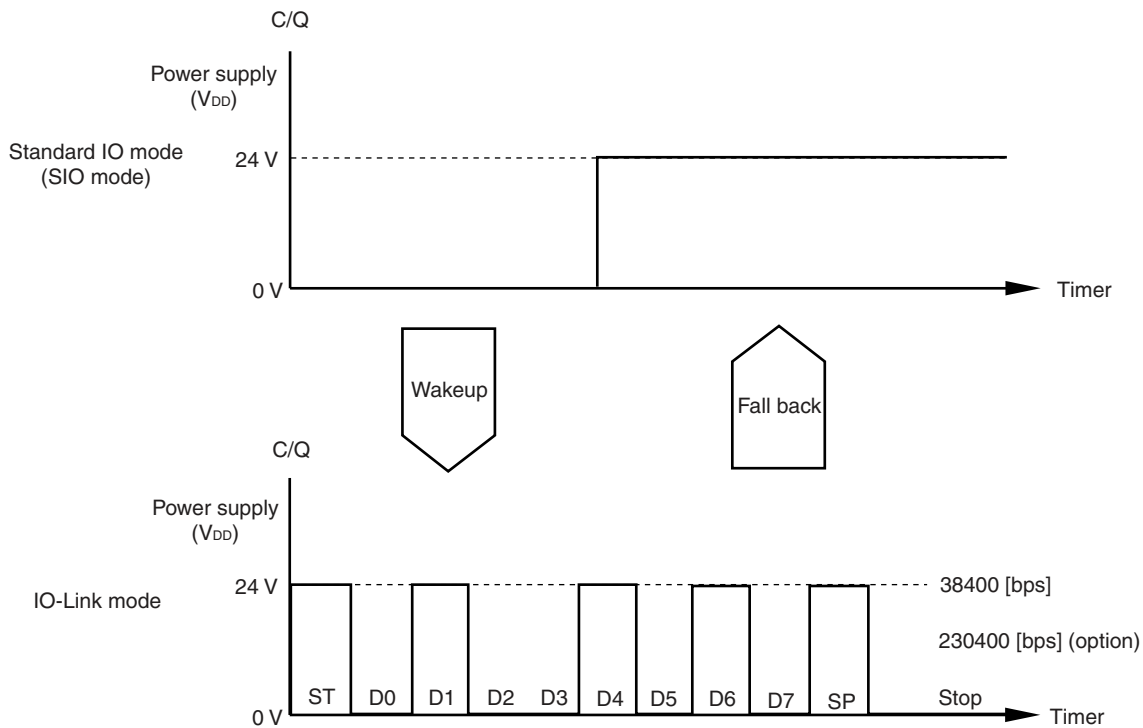 C/Q
Power supply
(VDD)
Standard IO mode
(SIO mode)
24 V
0 V
Timer
Wakeup
Fall back
C/Q
Power supply
(VDD)
IO-Link mode
24 V
38400 [bps]
230400 [bps] (option)
ST D0 D1 D2 D3 D4 D5 D6 D7 SP Stop
0 V
Timer